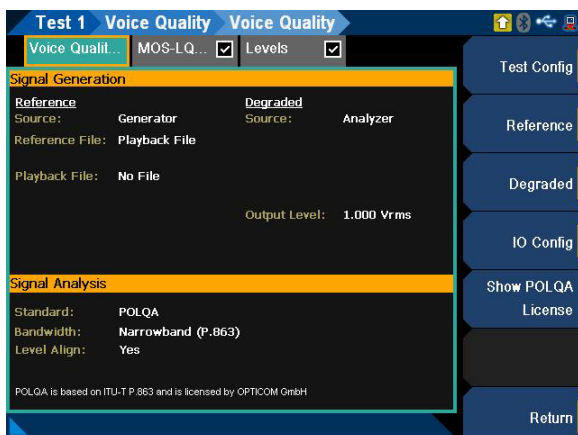 Test 1 Voice Quality Voice Quality
Voice Qualit... MOS-LQ... Levels
Signal Generation
Reference Degraded
Source: Generator Source: Analyzer
Reference File: Playback File
Playback File: No File
Output Level: 1.000 Vrms
Signal Analysis
Standard: POLQA
Bandwidth: Narrowband (P.863)
Level Align: Yes
POLQA is based on ITU-T P.863 and is licensed by OPTICOM GmbH
Test Config
Reference
Degraded
IO Config
Show POLQA
License
Return